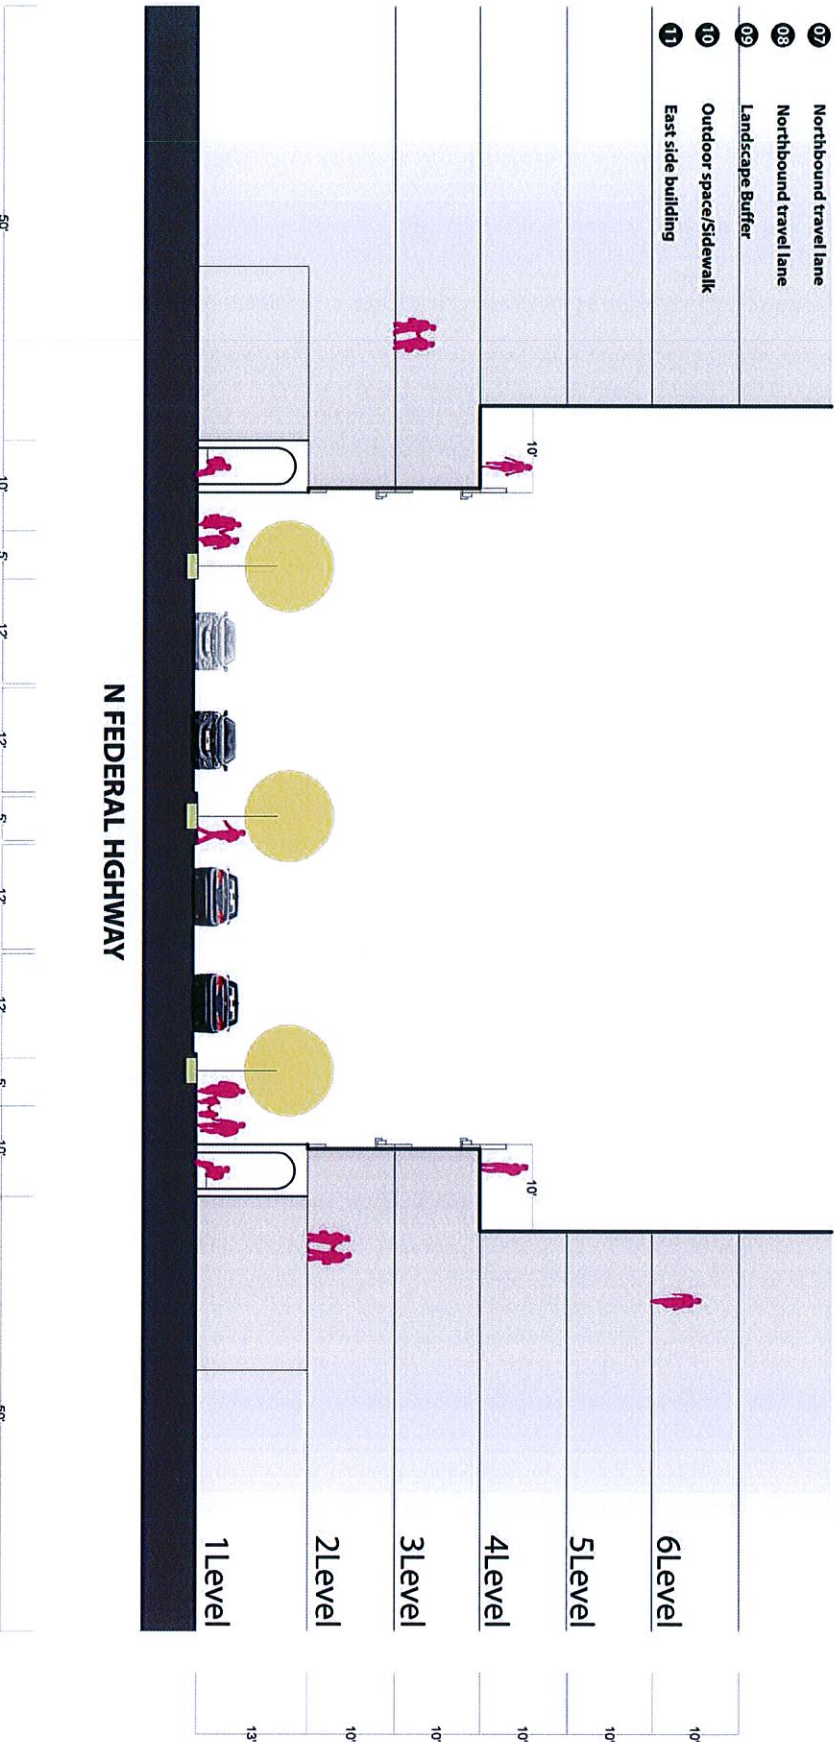 07 Northbound travel lane
08 Northbound travel lane
09 Landscape Buffer
10 Outdoor space/Sidewalk
11 East side building
10'
10'
6Level
5Level
4Level
3Level
2Level
1Level
10'
10'
10'
10'
10'
13'
N FEDERAL HGHWAY
50'
10'
5'
12'
12'
5'
12'
12'
5'
10'
50'